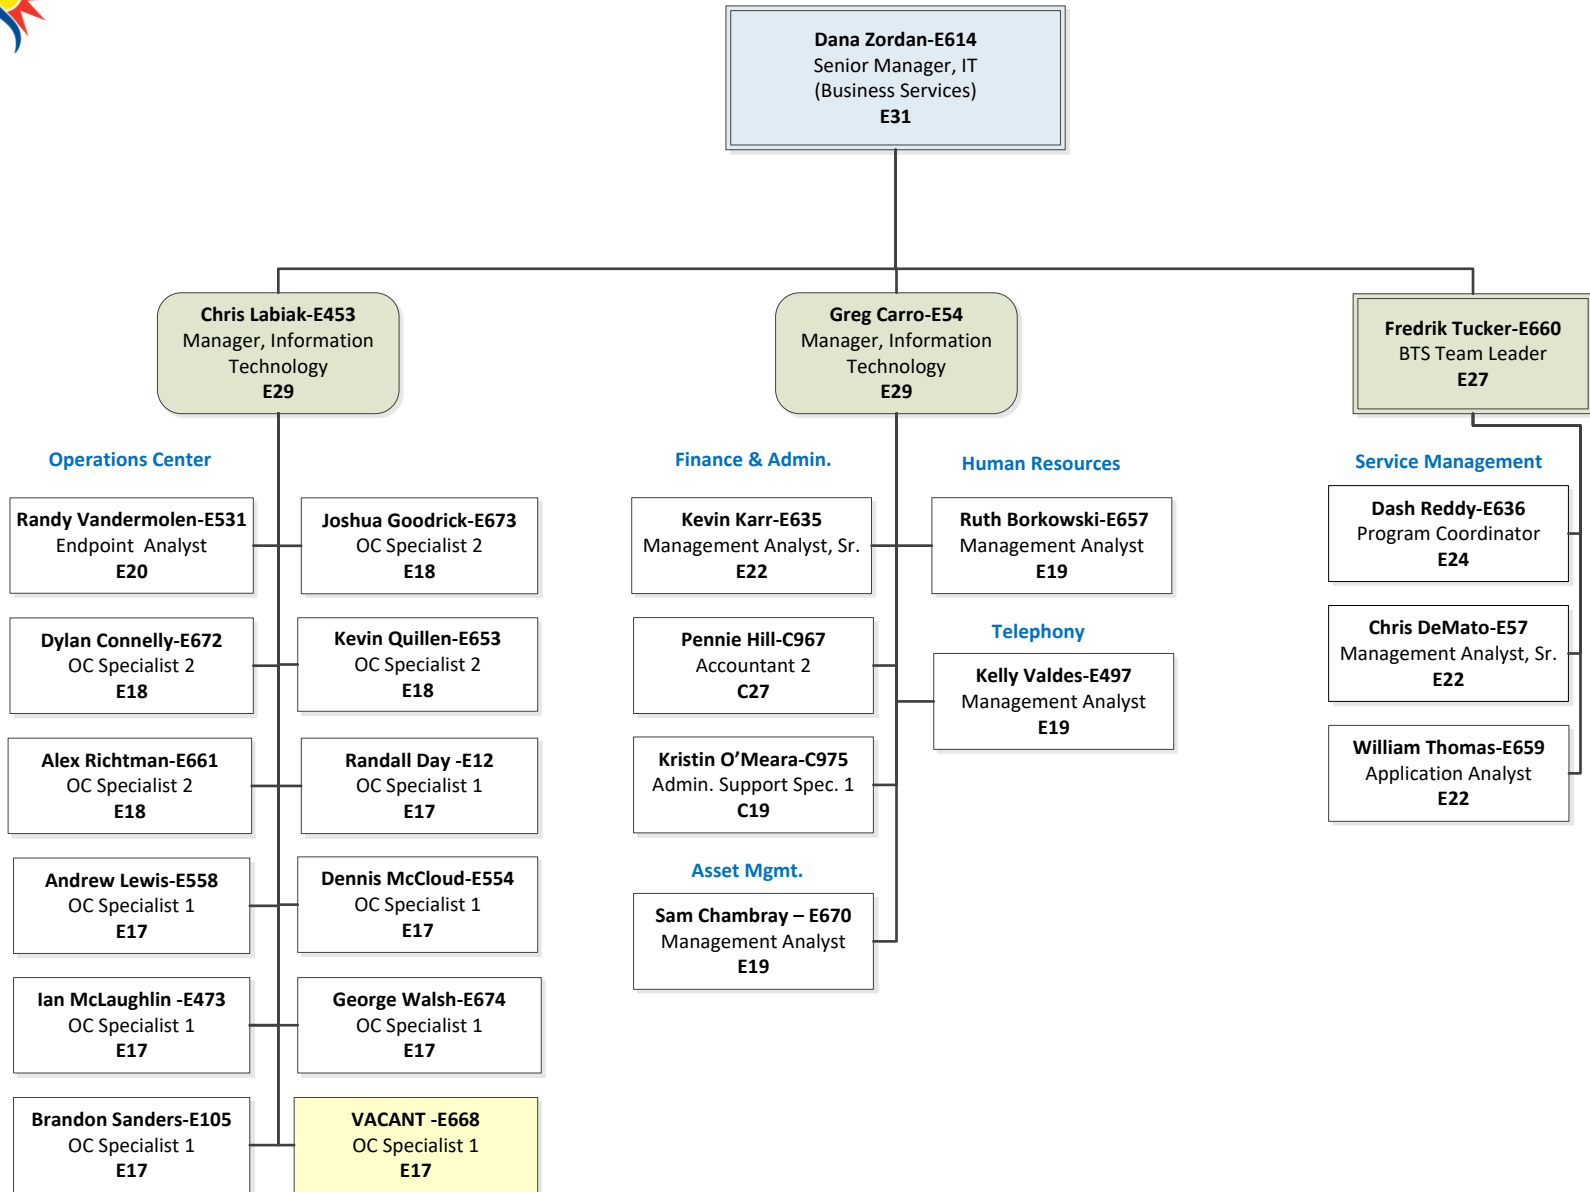 Dana Zordan-E614
Senior Manager, IT
(Business Services)
E31
Chris Labiak-E453
Manager, Information
Technology
E29
Greg Carro-E54
Manager, Information
Technology
E29
Fredrik Tucker-E660
BTS Team Leader
E27
Operations Center
Randy Vandermolen-E531
Endpoint  Analyst
E20
Joshua Goodrick-E673
OC Specialist 2
E18
Dylan Connelly-E672
OC Specialist 2
E18
Kevin Quillen-E653
OC Specialist 2
E18
Alex Richtman-E661
OC Specialist 2
E18
Randall Day -E12
OC Specialist 1
E17
Andrew Lewis-E558
OC Specialist 1
E17
Dennis McCloud-E554
OC Specialist 1
E17
Ian McLaughlin -E473
OC Specialist 1
E17
George Walsh-E674
OC Specialist 1
E17
Brandon Sanders-E105
OC Specialist 1
E17
VACANT -E668
OC Specialist 1
E17
Finance & Admin.
Kevin Karr-E635
Management Analyst, Sr.
E22
Pennie Hill-C967
Accountant 2
C27
Kristin O’Meara-C975
Admin. Support Spec. 1
C19
Asset Mgmt.
Sam Chambray – E670
Management Analyst
E19
Human Resources
Ruth Borkowski-E657
Management Analyst
E19
Telephony
Kelly Valdes-E497
Management Analyst
E19
Service Management
Dash Reddy-E636
Program Coordinator
E24
Chris DeMato-E57
Management Analyst, Sr.
E22
William Thomas-E659
Application Analyst
E22